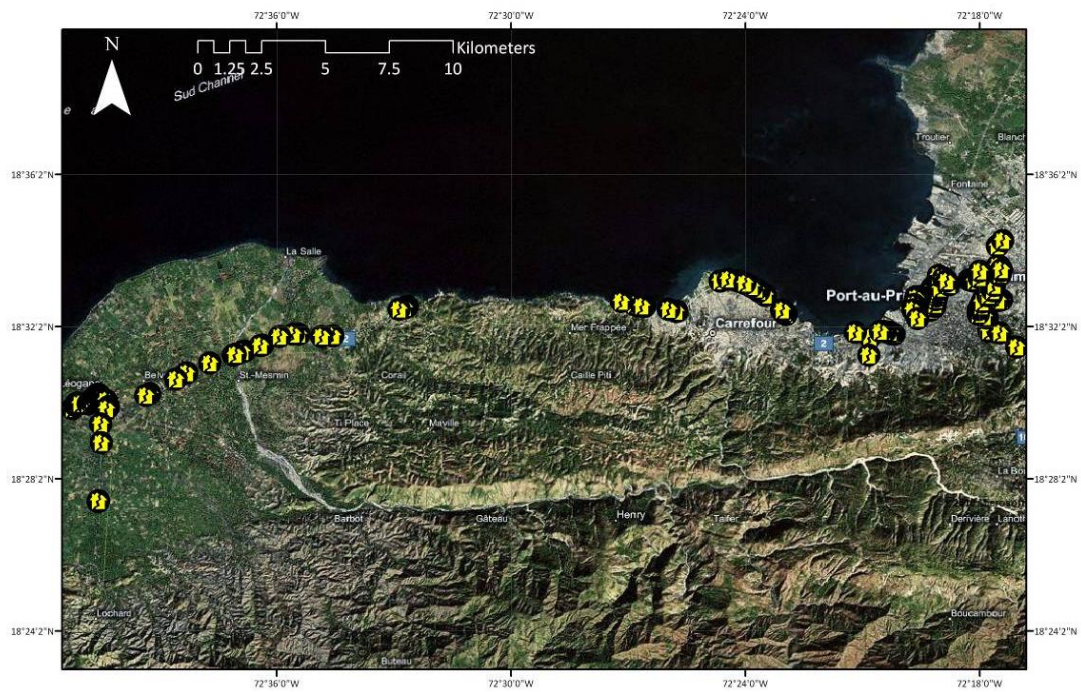 72°36'0"W 72°30'0"W 72°24'0"W 72°18'0"W
N
Kilometers
0 1.25 2.5 5 7.5 10
Sud Channel
Troutier Blanch
18°36'2"N 18°36'2"N
Fontaine
La Salle
Port-au-Pri
18°32'2"N 18°32'2"N
Mer Frappée Carrefour
2 2
Belv St.-Mesmin Corail Caille Piti
éogane
Ti Place Maville
La Bou
18°28'2"N 18°28'2"N
Barbot Gâteau Henry Taifer Derivière
Lochard Boucambour
18°24'2"N 18°24'2"N
Buteau
72°36'0"W 72°30'0"W 72°24'0"W 72°18'0"W